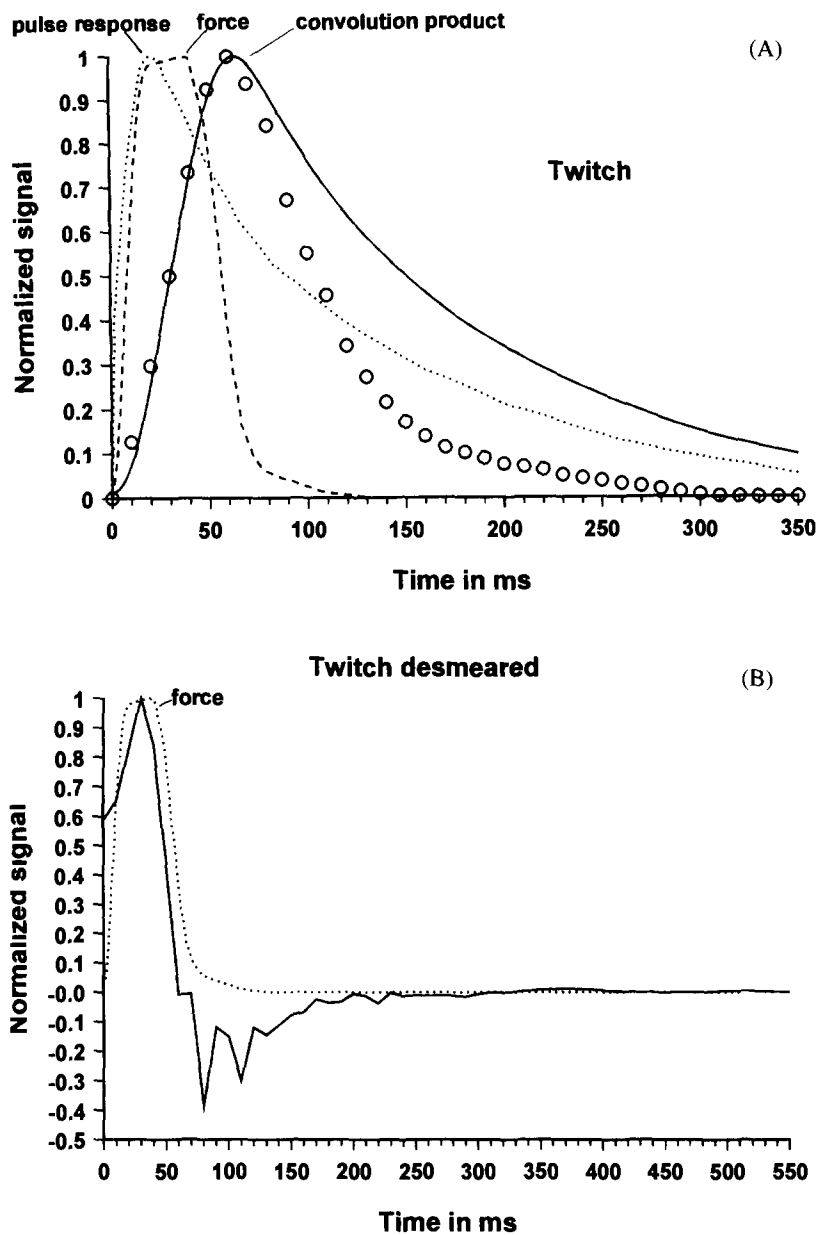 pulse response force convolution product
(A)
1
0.9
0.8
0.7
0.6
0.5
0.4
0.3
0.2
0.1
0
Normalized signal
Twitch
0 50 100 150 200 250 300 350
Time in ms
Twitch desmeared
(B)
force
1
0.9
0.8
0.7
0.6
0.5
0.4
0.3
0.2
0.1
-0.0
-0.1
-0.2
-0.3
-0.4
-0.5
Normalized signal
0 50 100 150 200 250 300 350 400 450 500 550
Time in ms